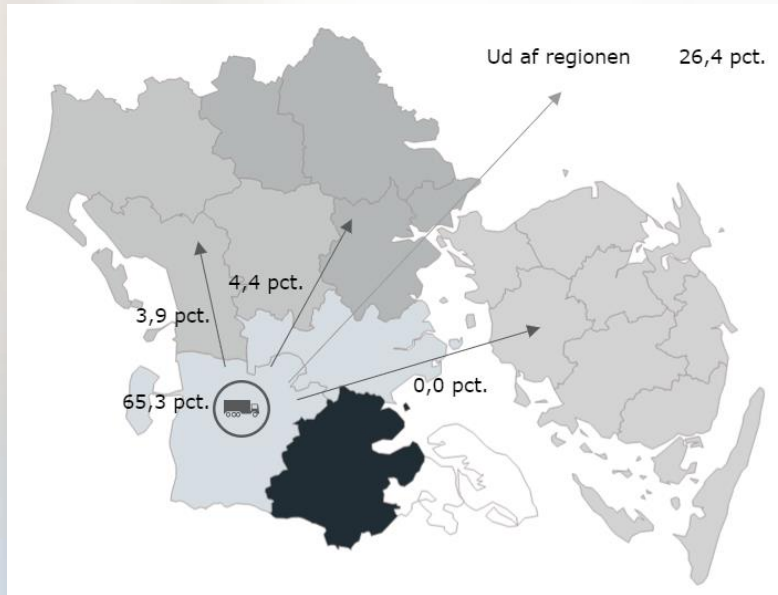 Ud af regionen 26,4 pct.
4,4 pct.
3,9 pct.
0,0 pct.
65,3 pct.